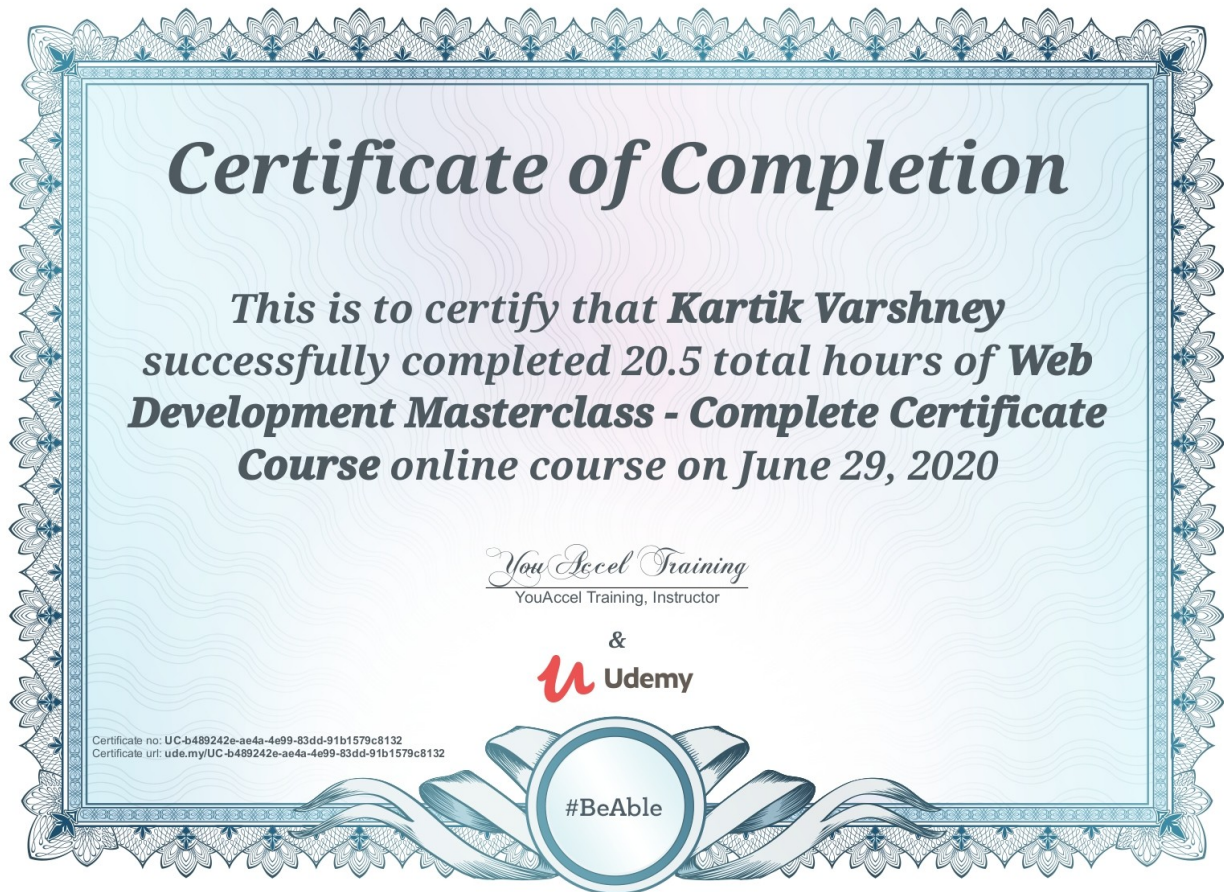 Certificate of Completion
This is to certify that Kartik Varshney
successfully completed 20.5 total hours of Web
Development Masterclass - Complete Certificate
Course online course on June 29, 2020
You Accel Training
YouAccel Training, Instructor
&
Udemy
Certificate no: UC-b489242e-ae4a-4e99-83dd-91b1579c8132
Certificate url: ude.my/UC-b489242e-ae4a-4e99-83dd-91b1579c8132
#BeAble